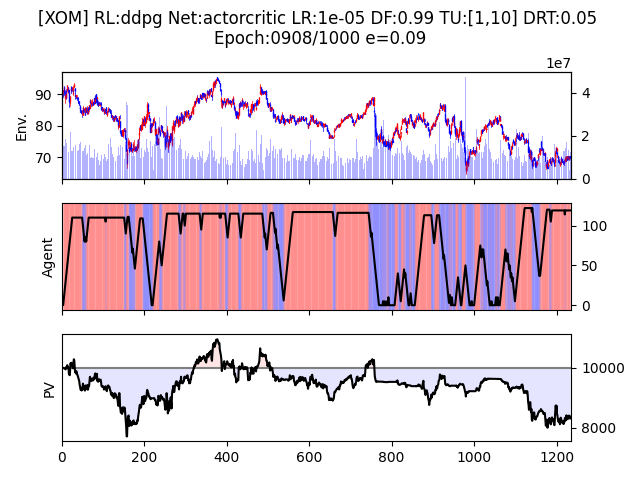 [XOM] RL:ddpg Net:actorcritic LR:1e-05 DF:0.99 TU:[1,10] DRT:0.05
Epoch:0908/1000 e=0.09
1e7
Env.
90
80
70
4
2
0
Agent
100
50
0
PV
10000
8000
0 200 400 600 800 1000 1200